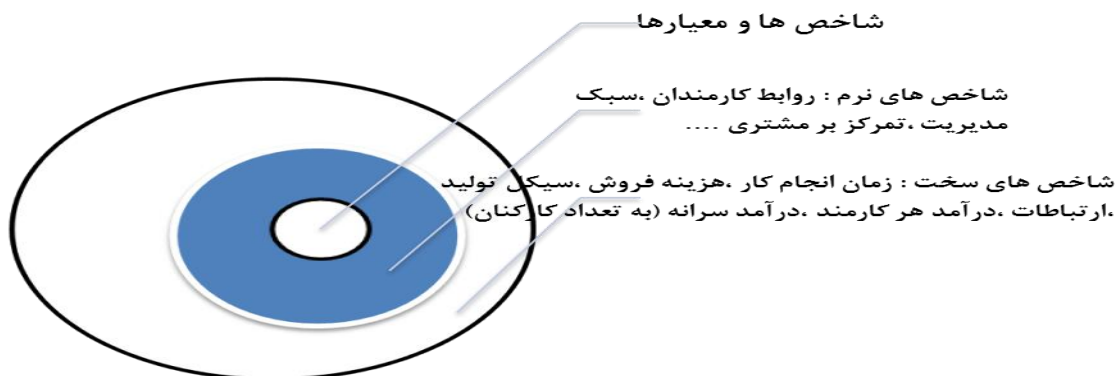 شاخص ها و معیارها
شاخص های نرم : روابط کارمندان ،سبک
مدیریت ،تمرکز بر مشتری ....
شاخص های سخت : زمان انجام کار ،هزینه فروش ،سیکل تولید
،ارتباطات ،درآمد هر کارمند ،درآمد سرانه (به تعداد کارکنان)